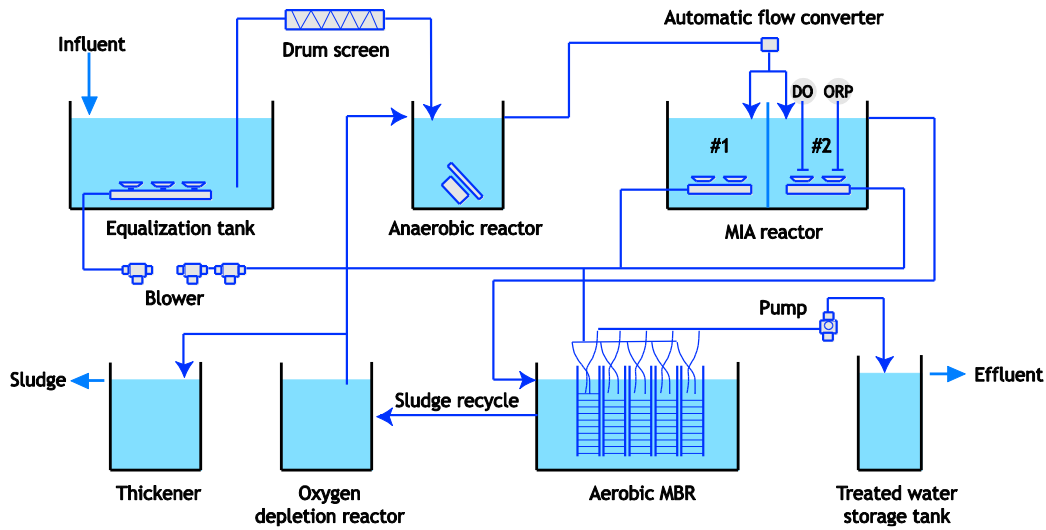 Automatic flow converter
Influent
Drum screen
DO
ORP
#1
#2
Equalization tank
Anaerobic reactor
MIA reactor
Blower
Pump
Sludge
Sludge recycle
Effluent
Thickener
Oxygen
depletion reactor
Aerobic MBR
Treated water
storage tank